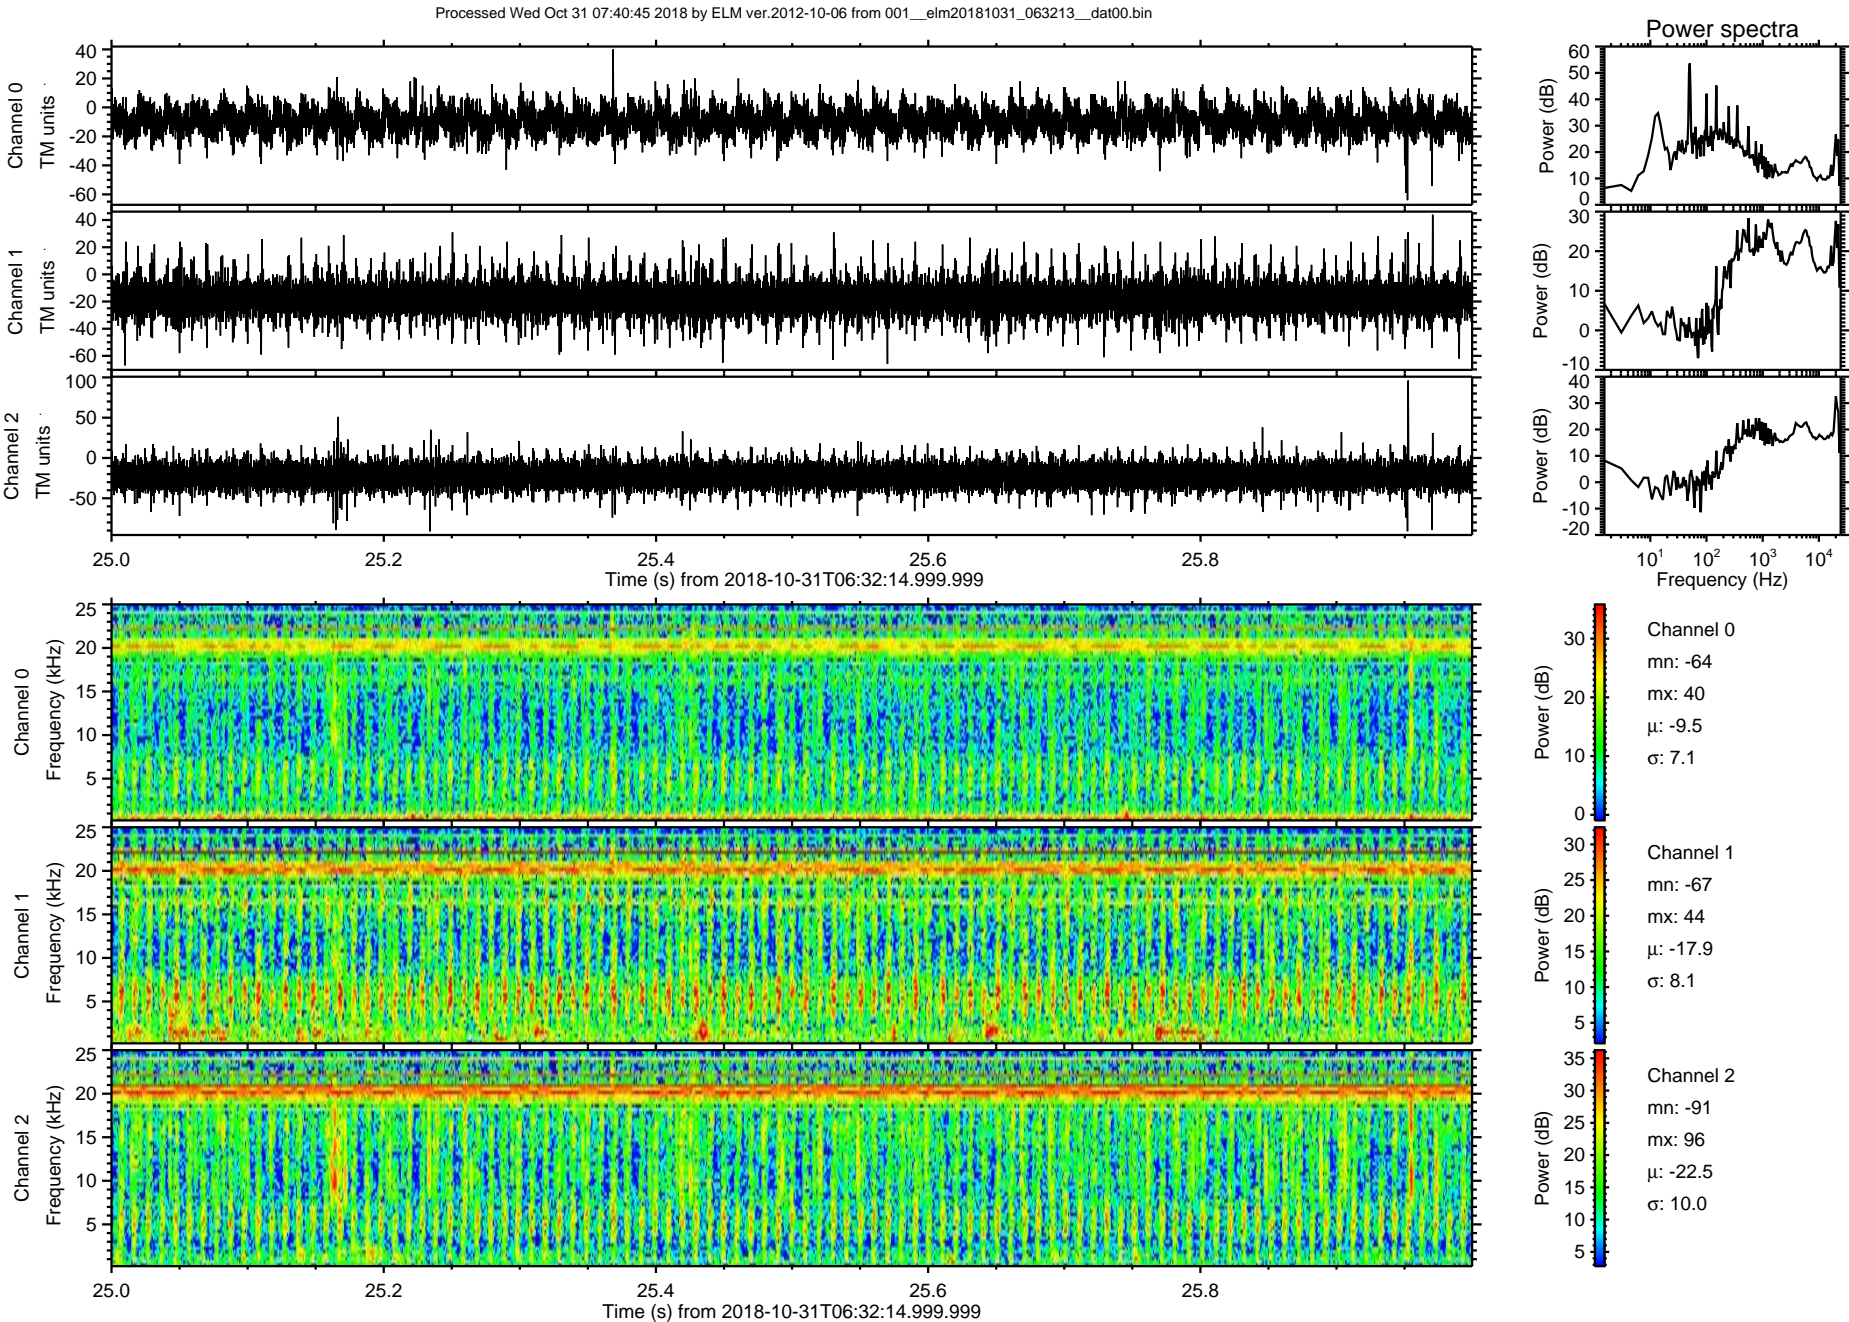 Processed Wed Oct 31 07:40:45 2018 by ELM ver.2012-10-06 from 001__elm20181031_063213__dat00.bin
Power spectra
Channel 0
TM units
40
20
0
-20
-40
-60
Power (dB)
60
50
40
30
20
10
0
Channel 1
TM units
40
20
0
-20
-40
-60
Power (dB)
30
20
10
0
-10
Channel 2
TM units
100
50
0
-50
Power (dB)
40
30
20
10
0
-10
-20
25.0 25.2 25.4 25.6 25.8
Time (s) from 2018-10-31T06:32:14.999.999
10¹ 10² 10³ 10⁴
Frequency (Hz)
Channel 0
Frequency (kHz)
25
20
15
10
5
Power (dB)
30
20
10
0
Channel 0
mn: -64
mx: 40
μ: -9.5
σ: 7.1
Channel 1
Frequency (kHz)
25
20
15
10
5
Power (dB)
30
25
20
15
10
5
Channel 1
mn: -67
mx: 44
μ: -17.9
σ: 8.1
Channel 2
Frequency (kHz)
25
20
15
10
5
Power (dB)
35
30
25
20
15
10
5
Channel 2
mn: -91
mx: 96
μ: -22.5
σ: 10.0
25.0 25.2 25.4 25.6 25.8
Time (s) from 2018-10-31T06:32:14.999.999